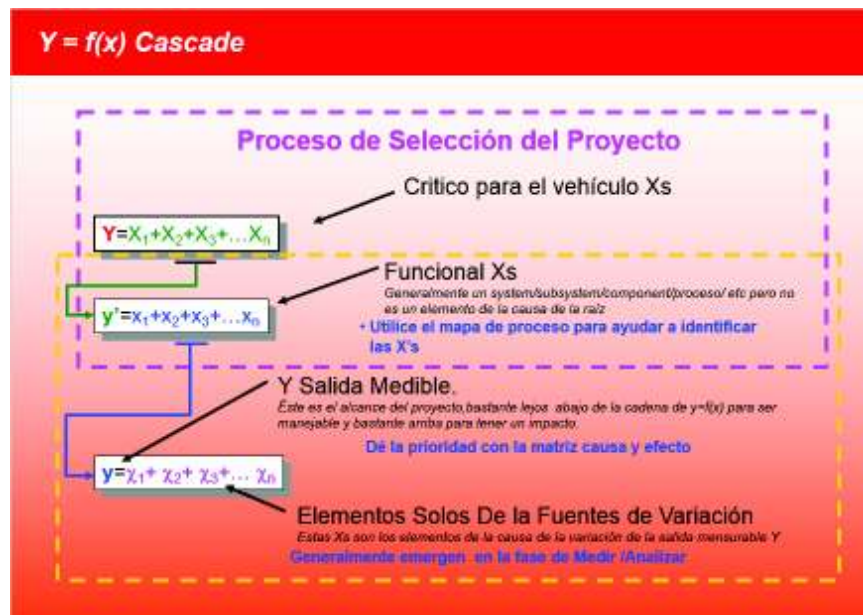 Y = f(x) Cascade
Proceso de Selección del Proyecto
Critico para el vehículo Xs
Y=X₁+X₂+X₃+...Xₙ
Funcional Xs
Generalmente un system/subsystem/component/proceso/ etc pero no
es un elemento de la causa de la raíz
y'=x₁+x₂+x₃+...xₙ
+ Utilice el mapa de proceso para ayudar a identificar
las X's
Y Salida Medible.
Éste es el alcance del proyecto,bastante lejos abajo de la cadena de y=f(x) para ser
manejable y bastante arriba para tener un impacto.
Dé la prioridad con la matriz causa y efecto
y=χ₁+ χ₂+ χ₃+... χₙ
Elementos Solos De la Fuentes de Variación
Estas Xs son los elementos de la causa de la variación de la salida mensurable Y
Generalmente emergen en la fase de Medir /Analizar